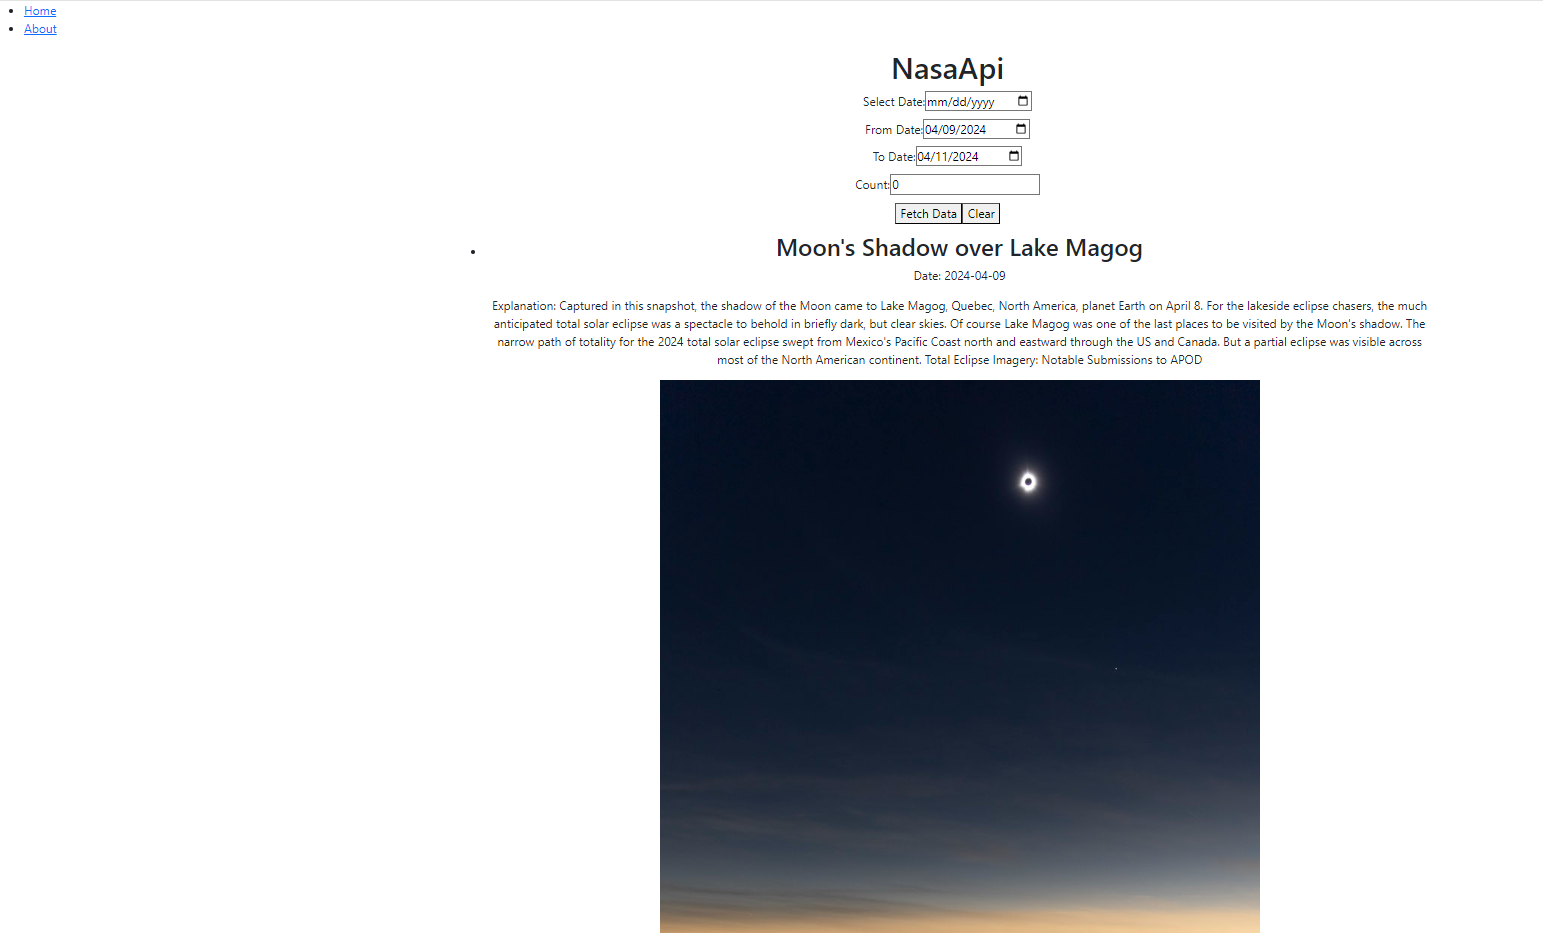 Home
About
NasaApi
Select Date:mm/dd/yyyy
From Date:04/09/2024
To Date:04/11/2024
Count:0
Fetch Data Clear
Moon's Shadow over Lake Magog
Date: 2024-04-09
Explanation: Captured in this snapshot, the shadow of the Moon came to Lake Magog, Quebec, North America, planet Earth on April 8. For the lakeside eclipse chasers, the much
anticipated total solar eclipse was a spectacle to behold in briefly dark, but clear skies. Of course Lake Magog was one of the last places to be visited by the Moon's shadow. The
narrow path of totality for the 2024 total solar eclipse swept from Mexico's Pacific Coast north and eastward through the US and Canada. But a partial eclipse was visible across
most of the North American continent. Total Eclipse Imagery: Notable Submissions to APOD